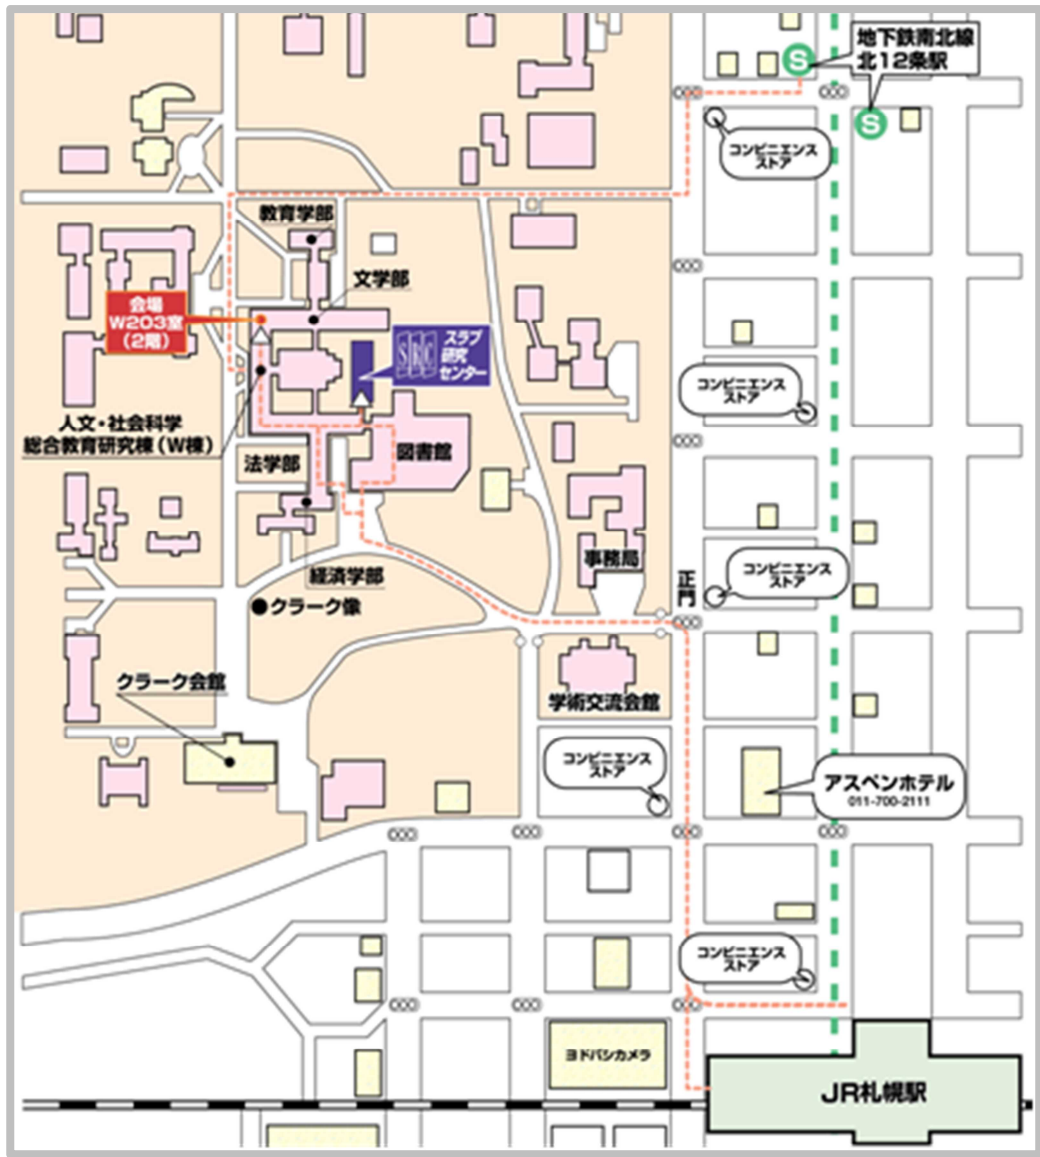 地下鉄南北線
北12条駅
S
S
コンビニエンス
ストア
教育学部
文学部
会場
W203室
(2階)
SRC
スラブ
研究
センター
コンビニエンス
ストア
人文・社会科学
総合教育研究棟(W棟)
法学部
図書館
経済学部
事務局
正門
コンビニエンス
ストア
クラーク像
クラーク会館
学術交流会館
コンビニエンス
ストア
アスペンホテル
011-700-2111
コンビニエンス
ストア
ヨドバシカメラ
JR札幌駅